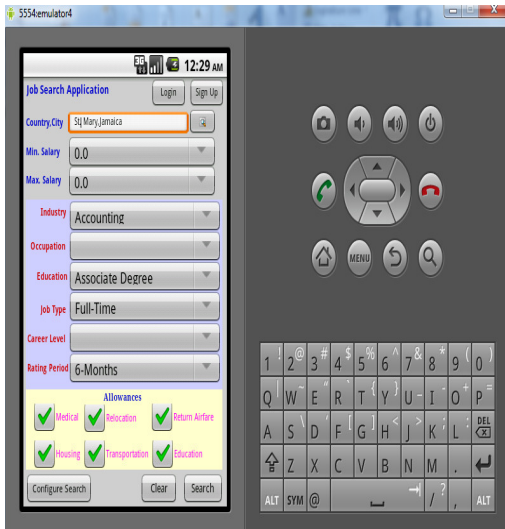 5554:emulator4
3G 12:29 AM
Job Search Application Login Sign Up
Country,City St Mary,Jamaica
Min. Salary 0.0
Max. Salary 0.0
Industry Accounting
Occupation
Education Associate Degree
Job Type Full-Time
Career Level
Rating Period 6-Months
Allowances
Medical Relocation Return Airfare
Housing Transportation Education
Configure Search Clear Search
MENU
1 ! 2 @ 3 # 4 $ 5 % 6 ^ 7 & 8 * 9 ( 0 )
Q | W ~ E " R ` T { Y } U - I - O + P =
A S \ D ' F [ G ] H < J > K ; L : DEL
Z X C V B N M .
ALT SYM @ / ? , ALT